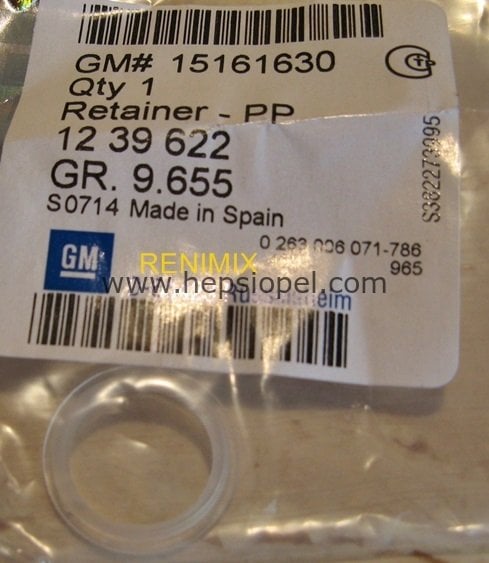 GM# 15161630
Qty 1
Retainer - PP
12 39 622
GR. 9.655
S0714 Made in Spain
0 263 006 071-786
965
GM
RENIMIX
www.hepsiopel.com